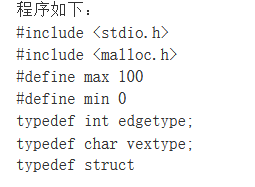 程序如下：
#include <stdio.h>
#include <malloc.h>
#define max 100
#define min 0
typedef int edgetype;
typedef char vextype;
typedef struct